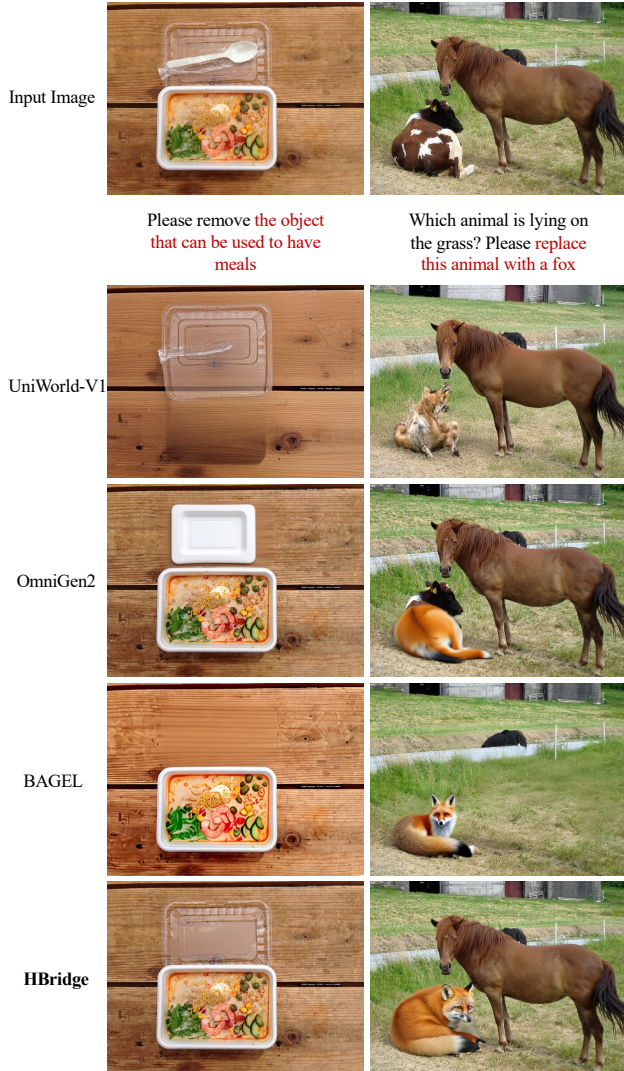 Input Image
Please remove the object
that can be used to have
meals
Which animal is lying on
the grass? Please replace
this animal with a fox
UniWorld-V1
OmniGen2
BAGEL
HBridge